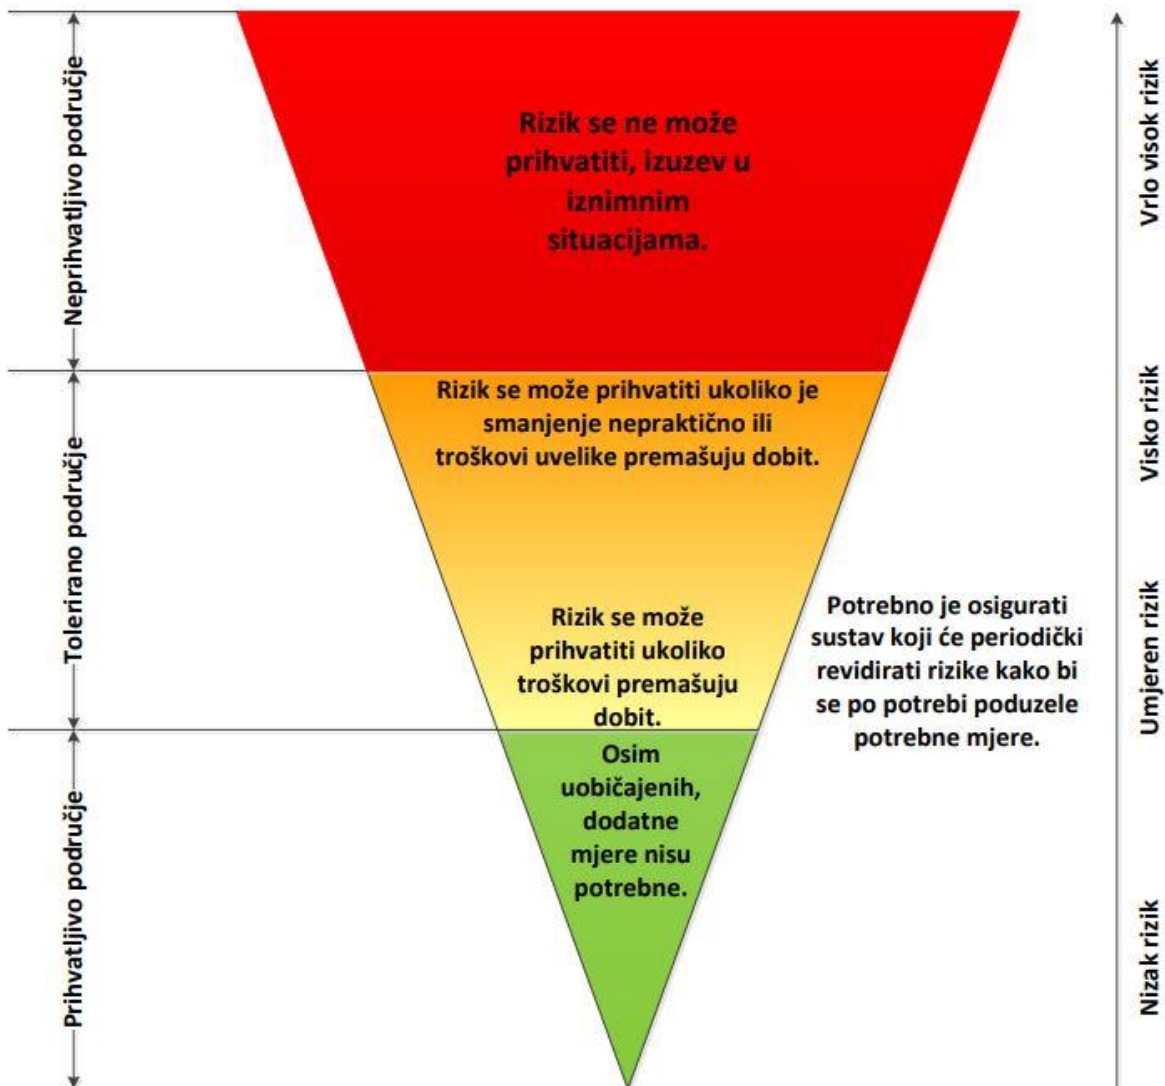 Neprihvatljivo područje
Rizik se ne može
prihvatiti, izuzev u
iznimnim
situacijama.
Vrlo visok rizik
Tolerirano područje
Rizik se može prihvatiti ukoliko je
smanjenje nepraktično ili
troškovi uvelike premašuju dobit.
Visko rizik
Rizik se može
prihvatiti ukoliko
troškovi premašuju
dobit.
Potrebno je osigurati
sustav koji će periodički
revidirati rizike kako bi
se po potrebi poduzele
potrebne mjere.
Umjeren rizik
Prihvatljivo područje
Osim
uobičajenih,
dodatne
mjere nisu
potrebne.
Nizak rizik